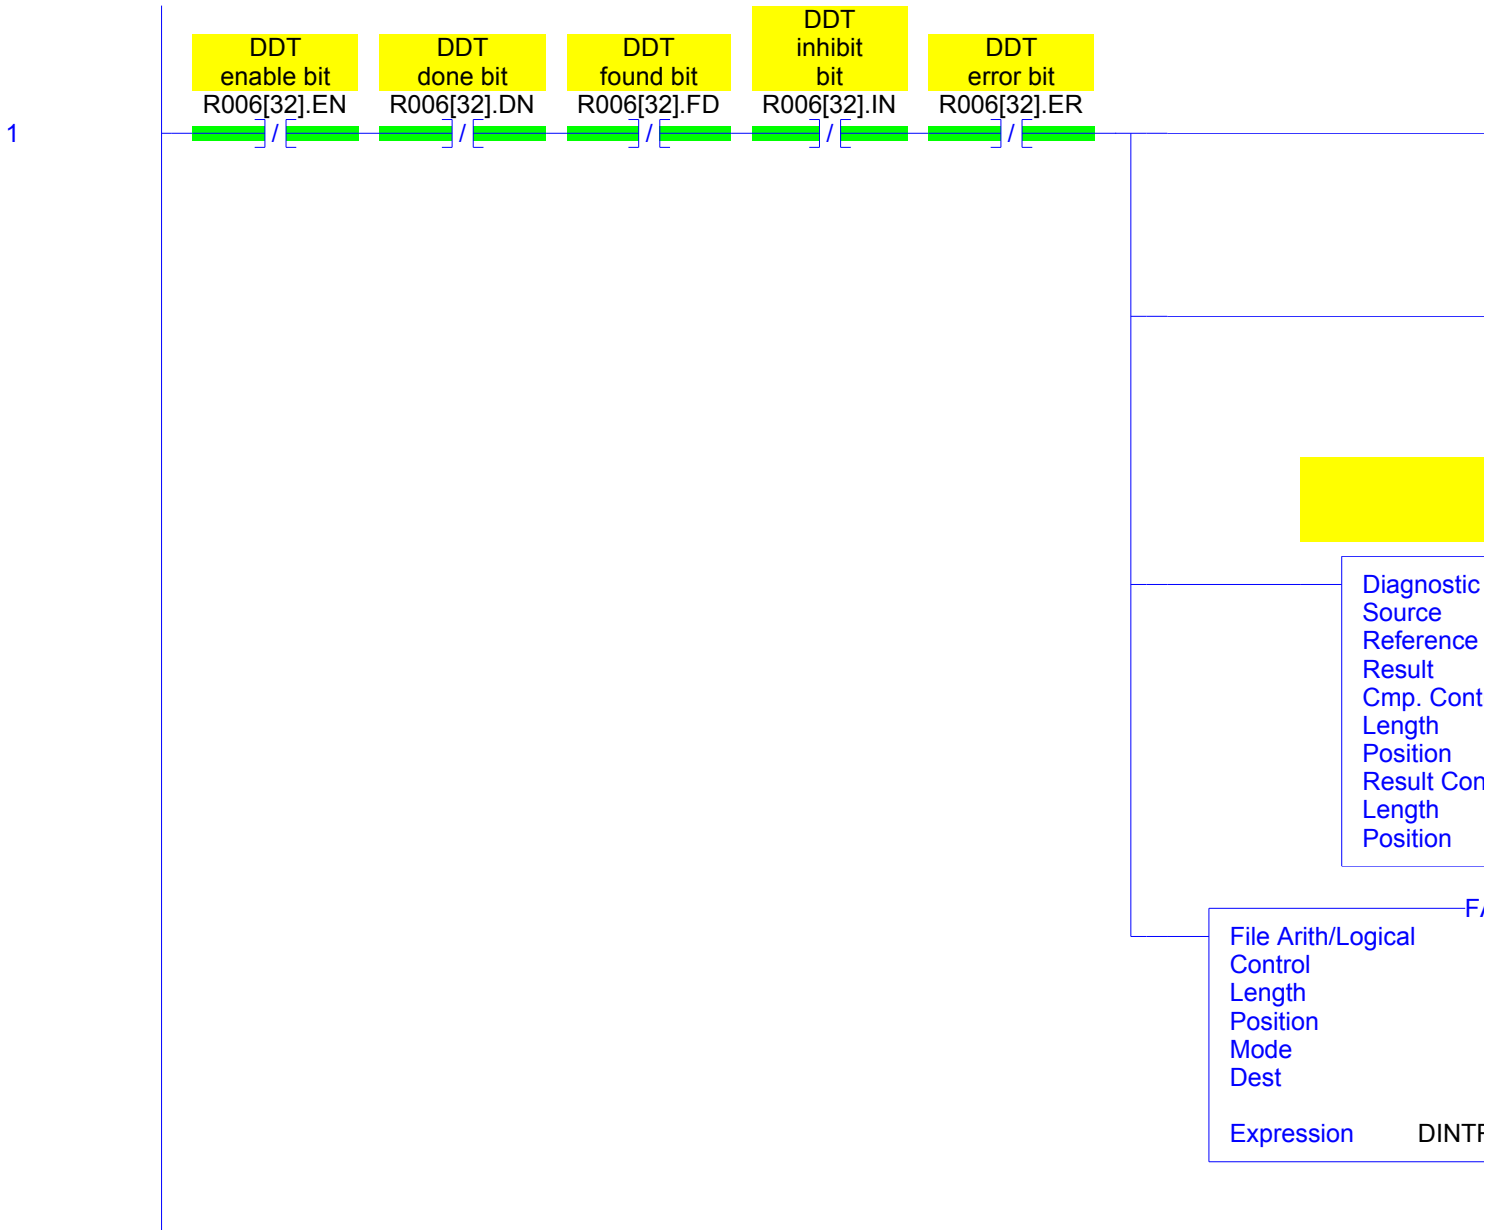 DDT
enable bit
R006[32].EN
DDT
done bit
R006[32].DN
DDT
found bit
R006[32].FD
DDT
inhibit
bit
R006[32].IN
DDT
error bit
R006[32].ER
1
/ / / / /
Diagnostic
Source
Reference
Result
Cmp. Cont
Length
Position
Result Con
Length
Position
File Arith/Logical
Control
Length
Position
Mode
Dest
Expression